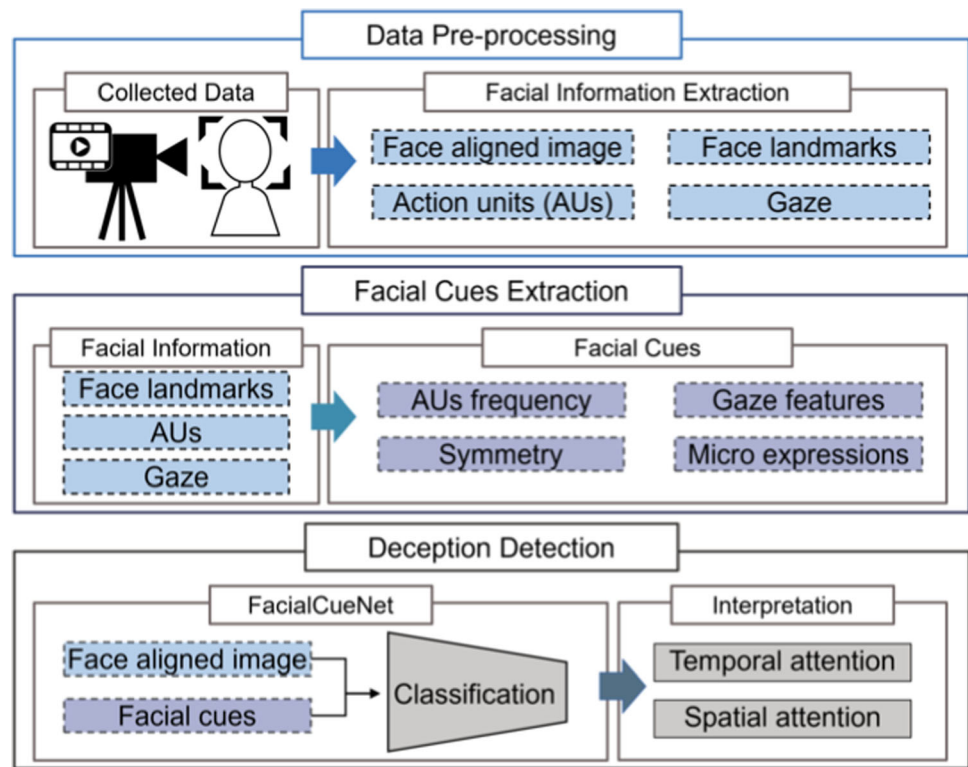 Data Pre-processing
Collected Data
Facial Information Extraction
Face aligned image
Face landmarks
Action units (AUs)
Gaze
Facial Cues Extraction
Facial Information
Facial Cues
Face landmarks
AUs
Gaze
AUs frequency
Gaze features
Symmetry
Micro expressions
Deception Detection
FacialCueNet
Interpretation
Face aligned image
Facial cues
Classification
Temporal attention
Spatial attention